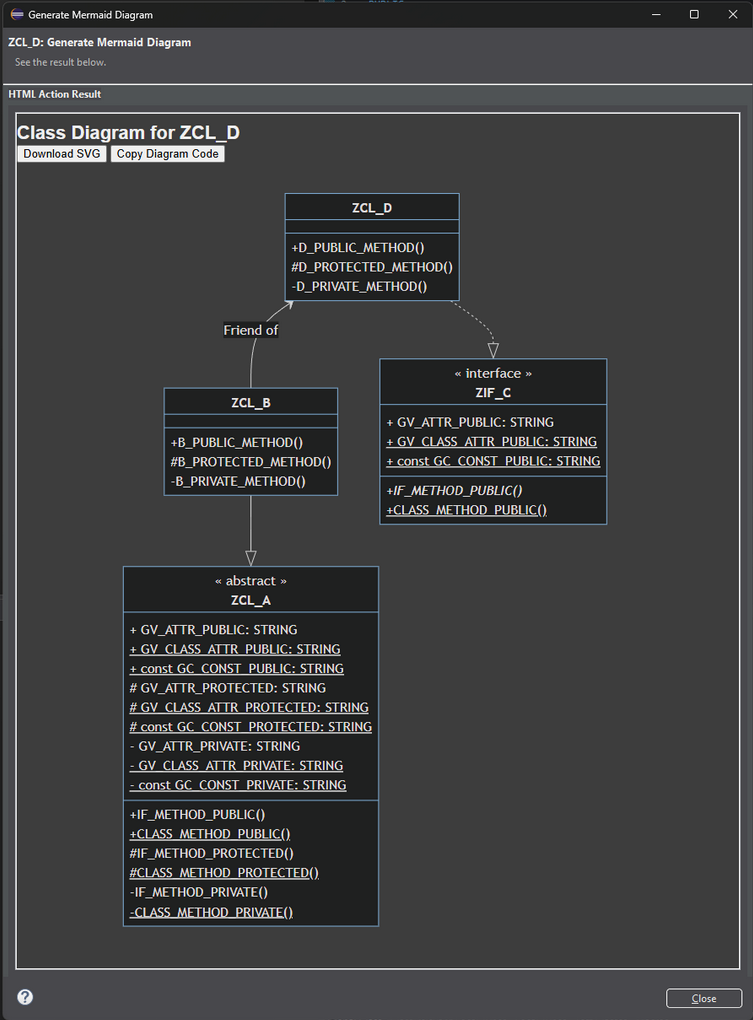 Generate Mermaid Diagram
ZCL_D: Generate Mermaid Diagram
See the result below.
HTML Action Result
Class Diagram for ZCL_D
Download SVG Copy Diagram Code
ZCL_D
+D_PUBLIC_METHOD()
#D_PROTECTED_METHOD()
-D_PRIVATE_METHOD()
Friend of
« interface »
ZIF_C
+ GV_ATTR_PUBLIC: STRING
+ GV_CLASS_ATTR_PUBLIC: STRING
+ const GC_CONST_PUBLIC: STRING
+IF_METHOD_PUBLIC()
+CLASS_METHOD_PUBLIC()
ZCL_B
+B_PUBLIC_METHOD()
#B_PROTECTED_METHOD()
-B_PRIVATE_METHOD()
« abstract »
ZCL_A
+ GV_ATTR_PUBLIC: STRING
+ GV_CLASS_ATTR_PUBLIC: STRING
+ const GC_CONST_PUBLIC: STRING
# GV_ATTR_PROTECTED: STRING
# GV_CLASS_ATTR_PROTECTED: STRING
# const GC_CONST_PROTECTED: STRING
- GV_ATTR_PRIVATE: STRING
- GV_CLASS_ATTR_PRIVATE: STRING
- const GC_CONST_PRIVATE: STRING
+IF_METHOD_PUBLIC()
+CLASS_METHOD_PUBLIC()
#IF_METHOD_PROTECTED()
#CLASS_METHOD_PROTECTED()
-IF_METHOD_PRIVATE()
-CLASS_METHOD_PRIVATE()
?
Close